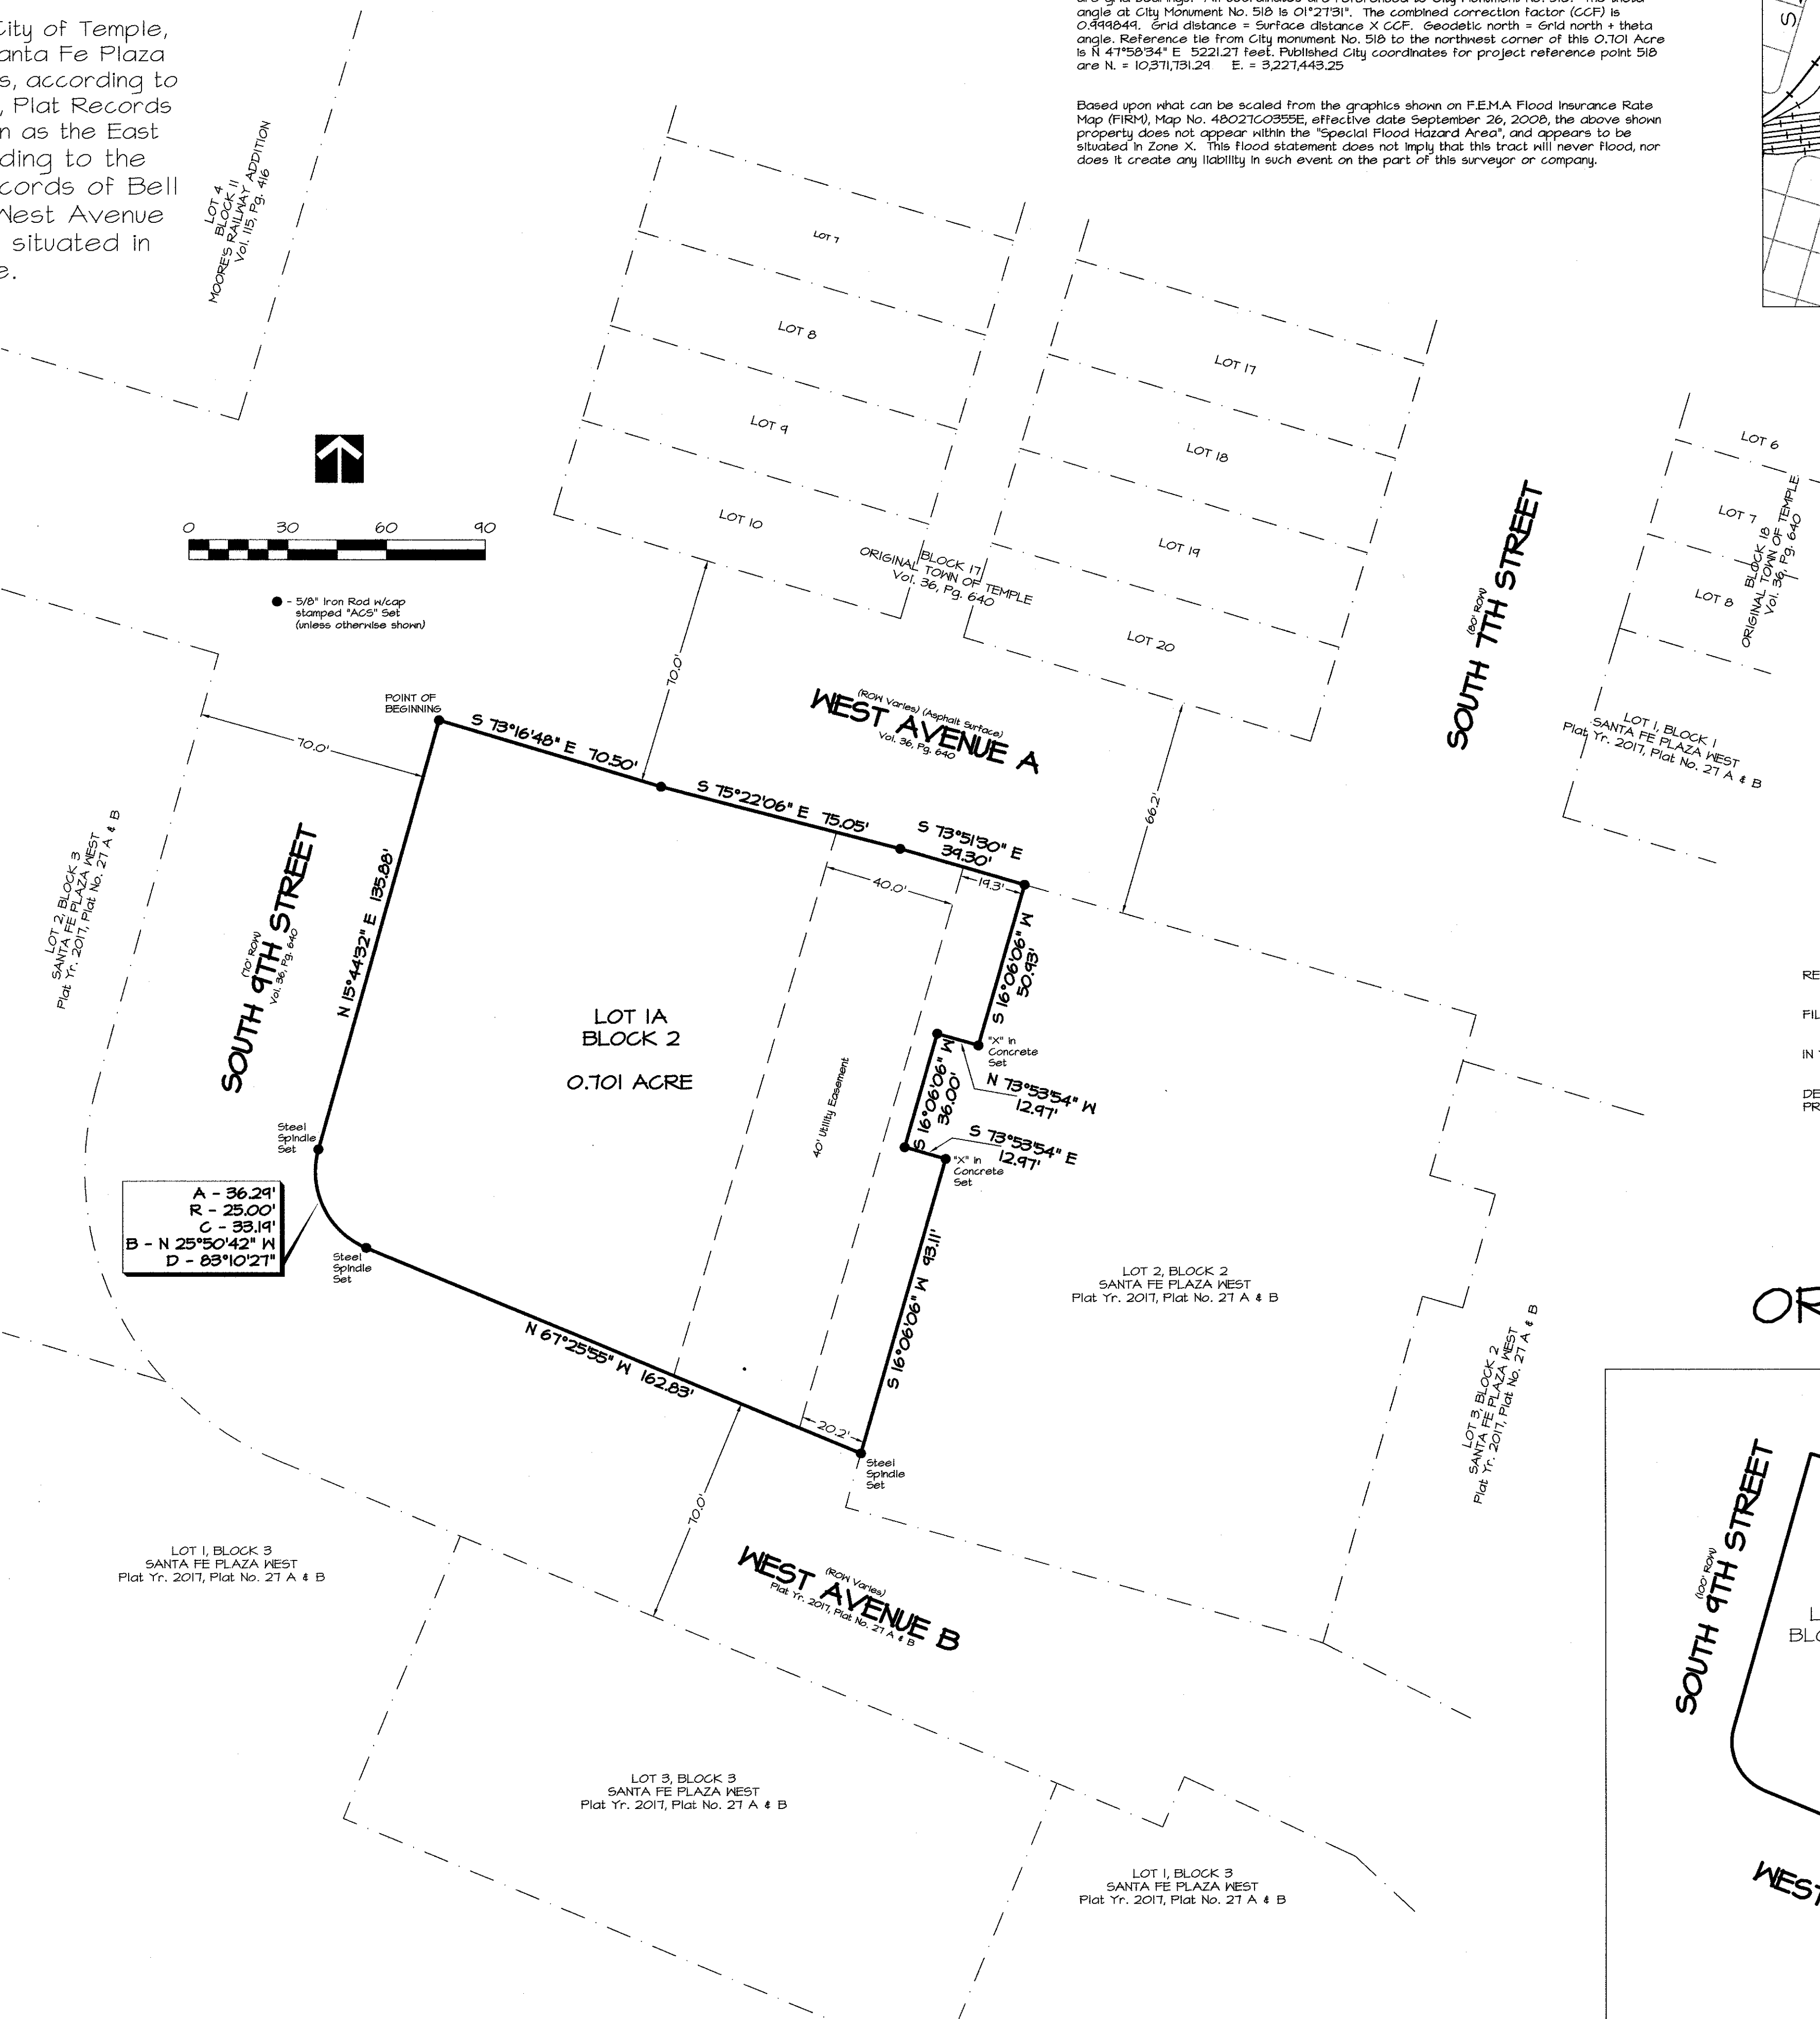 City of Temple,
anta Fe Plaza
s, according to
, Plat Records
n as the East
ding to the
cords of Bell
West Avenue
situated in
e.
angle at City Monument No. 518 is 01°27'31". The combined correction factor (CCF) is
0.999849. Grid distance = Surface distance X CCF. Geodetic north = Grid north + theta
angle. Reference tie from City monument No. 518 to the northwest corner of this 0.701 Acre
is N 47°58'34" E 5221.27 feet. Published City coordinates for project reference point 518
are N. = 10,371,731.29 E. = 3,227,443.25
Based upon what can be scaled from the graphics shown on F.E.M.A Flood Insurance Rate
Map (FIRM), Map No. 48027C0355E, effective date September 26, 2008, the above shown
property does not appear within the "Special Flood Hazard Area", and appears to be
situated in Zone X. This flood statement does not imply that this tract will never flood, nor
does it create any liability in such event on the part of this surveyor or company.
S
LOT 4
BLOCK 11
MOORE'S RAILWAY ADDITION
Vol. 115, Pg. 416
LOT 7
LOT 8
LOT 9
LOT 10
LOT 17
LOT 18
LOT 19
LOT 20
BLOCK 17
ORIGINAL TOWN OF TEMPLE
Vol. 36, Pg. 640
SOUTH 7TH STREET
(80' ROW)
LOT 6
LOT 7
LOT 8
BLOCK 18
ORIGINAL TOWN OF TEMPLE
Vol. 36, Pg. 640
LOT 1, BLOCK 1
SANTA FE PLAZA WEST
Plat Yr. 2017, Plat No. 27 A & B
0 30 60 90
- 5/8" Iron Rod w/cap
stamped "ACS" Set
(unless otherwise shown)
POINT OF
BEGINNING
70.0'
70.0'
S 73°16'48" E 70.50'
S 75°22'06" E 75.05'
S 73°51'30" E
39.30'
(ROW Varies) (Asphalt Surface)
WEST AVENUE A
Vol. 36, Pg. 640
66.2'
40.0'
19.3'
LOT 2, BLOCK 3
SANTA FE PLAZA WEST
Plat Yr. 2017, Plat No. 27 A & B
(70' ROW)
SOUTH 9TH STREET
Vol. 36, Pg. 640
N 15°44'32" E 135.88'
S 16°06'06" W
50.93'
LOT 1A
BLOCK 2
0.701 ACRE
40' Utility Easement
"X" in
Concrete
Set
S 16°06'06" W
36.00'
N 73°53'54" W
12.97'
S 73°53'54" E
12.97'
"X" in
Concrete
Set
Steel
Spindle
Set
A - 36.29'
R - 25.00'
C - 33.19'
B - N 25°50'42" W
D - 83°10'27"
Steel
Spindle
Set
S 16°06'06" W 93.11'
N 67°25'55" W 162.83'
20.2'
Steel
Spindle
Set
70.0'
LOT 2, BLOCK 2
SANTA FE PLAZA WEST
Plat Yr. 2017, Plat No. 27 A & B
LOT 3, BLOCK 2
SANTA FE PLAZA WEST
Plat Yr. 2017, Plat No. 27 A & B
LOT 1, BLOCK 3
SANTA FE PLAZA WEST
Plat Yr. 2017, Plat No. 27 A & B
(ROW Varies)
WEST AVENUE B
Plat Yr. 2017, Plat No. 27 A & B
LOT 3, BLOCK 3
SANTA FE PLAZA WEST
Plat Yr. 2017, Plat No. 27 A & B
LOT 1, BLOCK 3
SANTA FE PLAZA WEST
Plat Yr. 2017, Plat No. 27 A & B
RE
FIL
IN
DE
PR
OR
(100' ROW)
SOUTH 9TH STREET
L
BLO
WEST